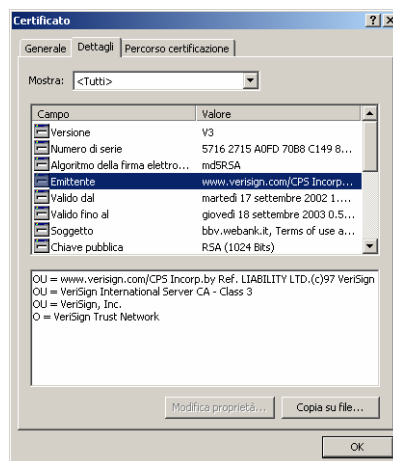 Certificato
Generale Dettagli Percorso certificazione
Mostra: <Tutti>
Campo Valore
Versione V3
Numero di serie 5716 2715 A0FD 70B8 C149 8...
Algoritmo della firma elettro... md5RSA
Emittente www.verisign.com/CPS Incorp...
Valido dal martedì 17 settembre 2002 1....
Valido fino al giovedì 18 settembre 2003 0.5...
Soggetto bbv.webank.it, Terms of use a...
Chiave pubblica RSA (1024 Bits)
OU = www.verisign.com/CPS Incorp.by Ref. LIABILITY LTD.(c)97 VeriSign
OU = VeriSign International Server CA - Class 3
OU = VeriSign, Inc.
O = VeriSign Trust Network
Modifica proprietà... Copia su file...
OK